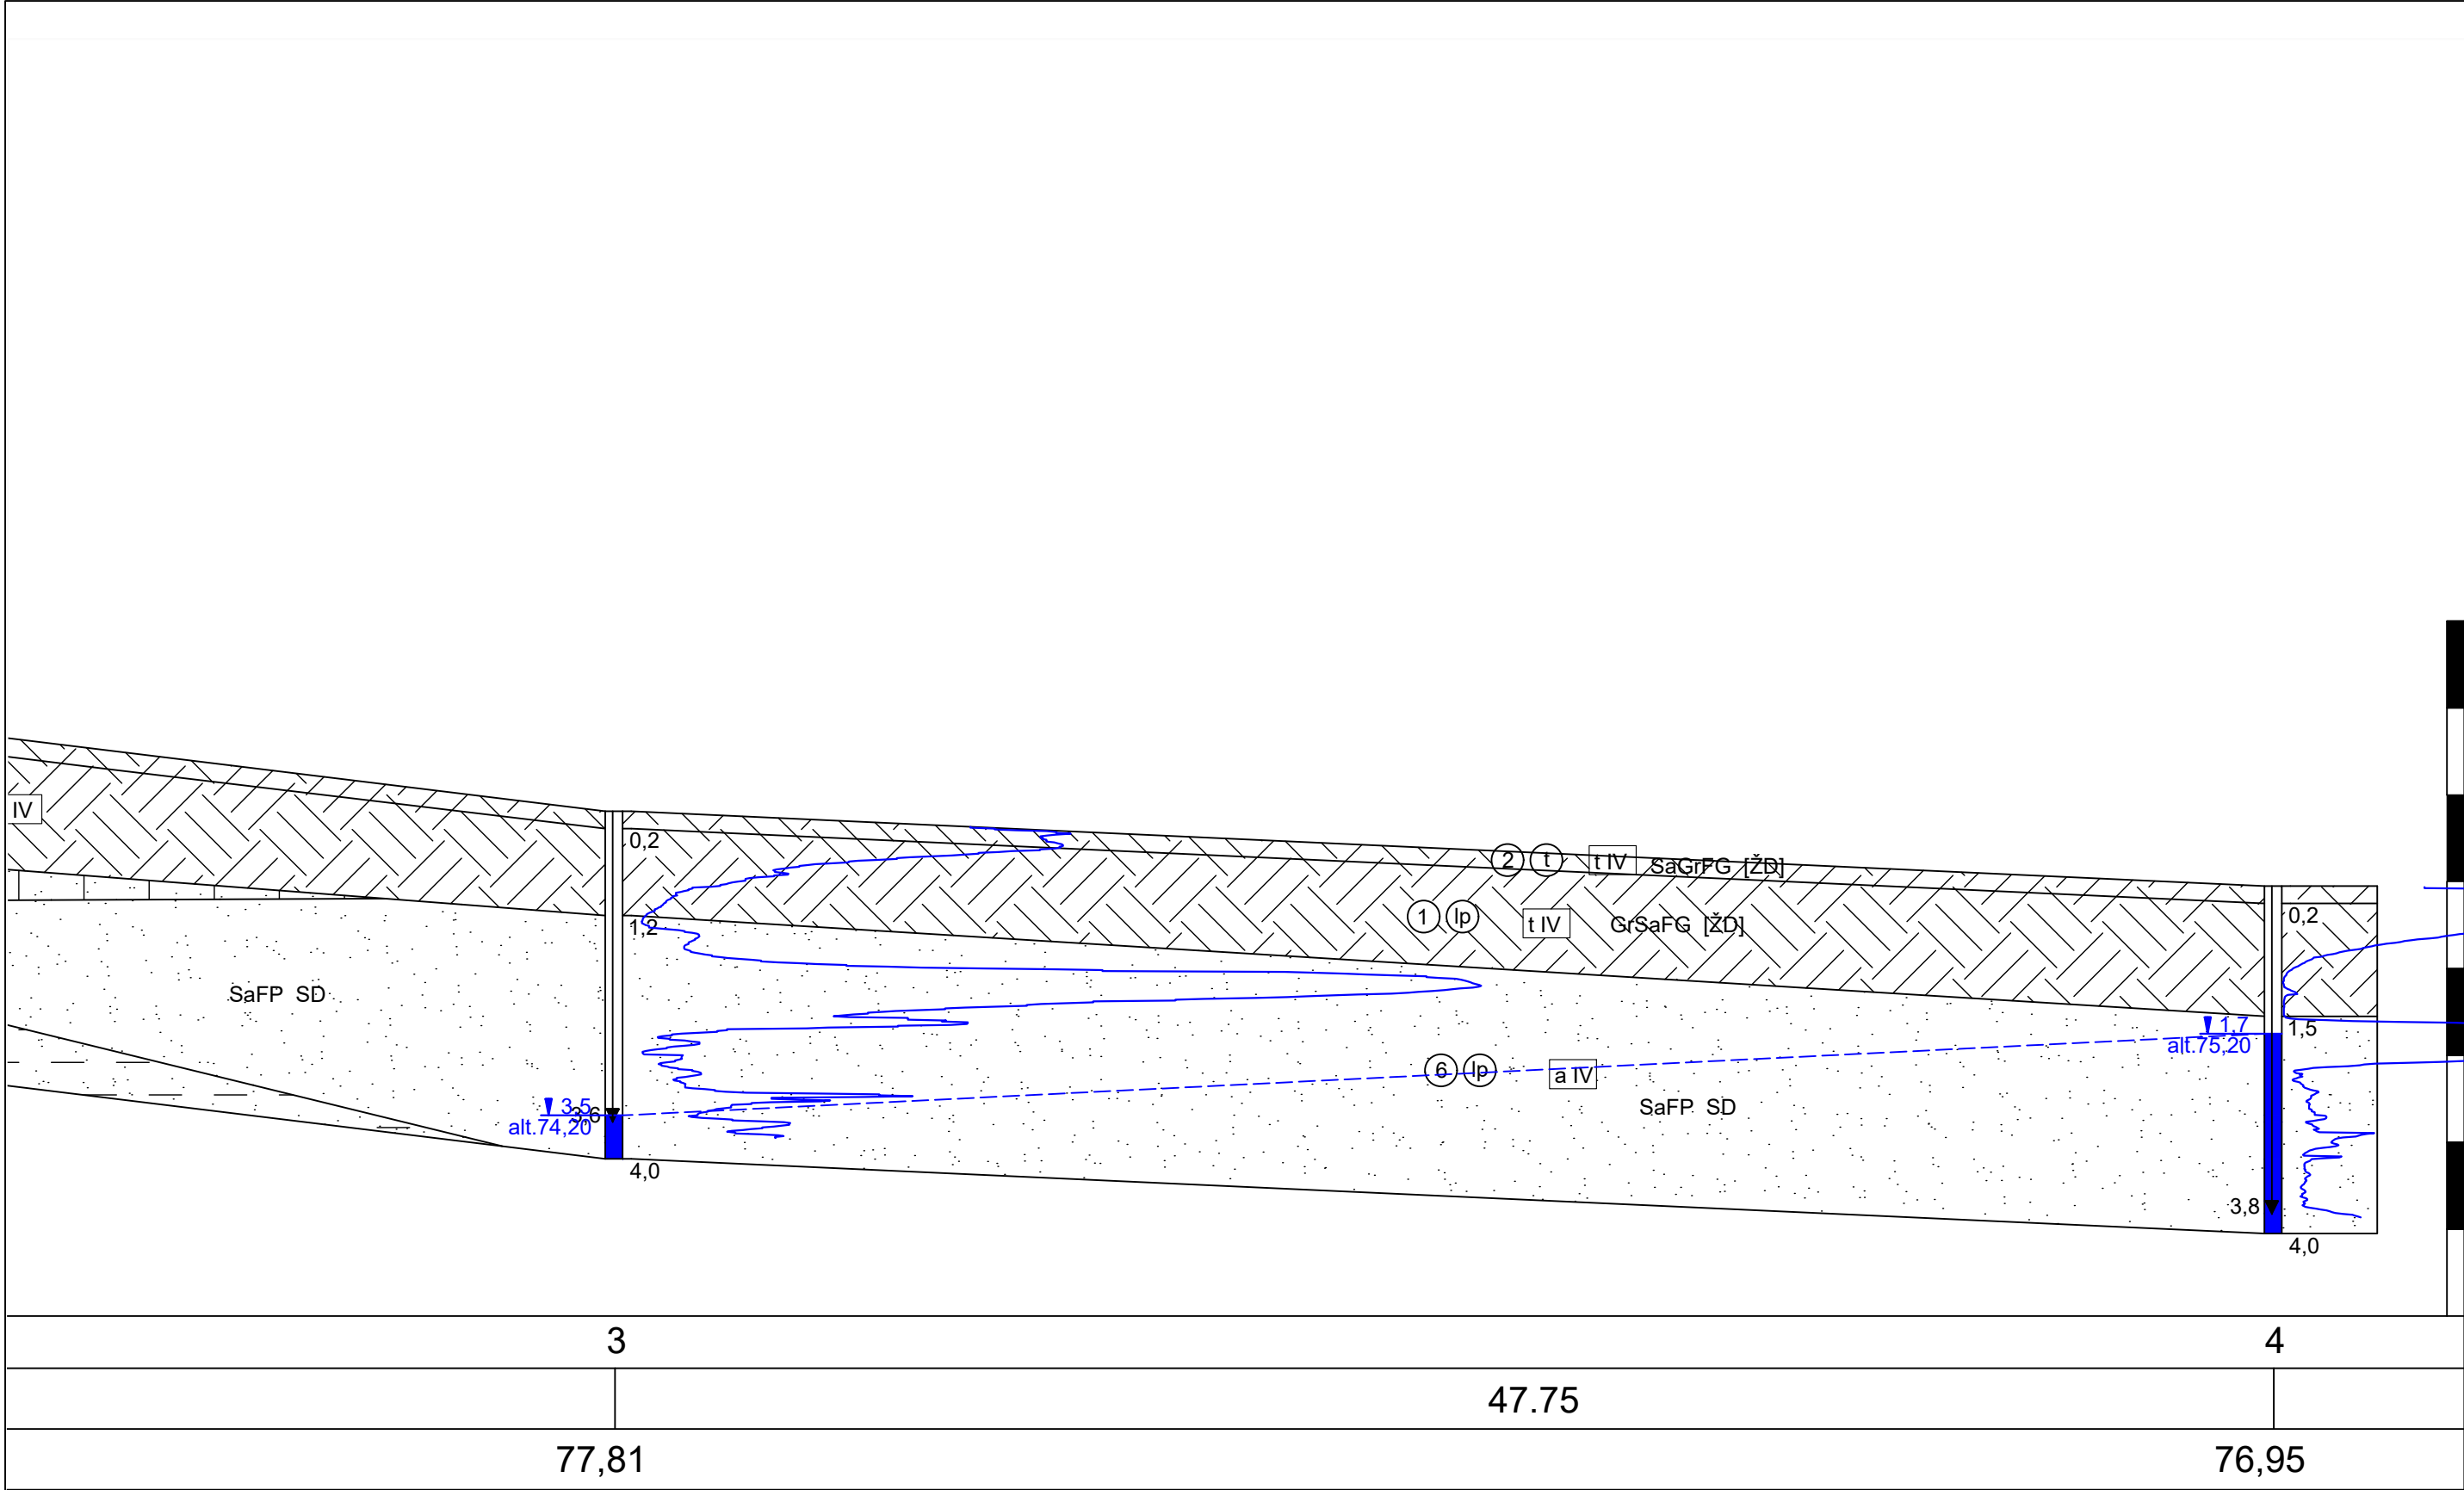 IV
0,2
2 t t IV SaGrFG [ŽD]
1,2
1 lp t IV GrSaFG [ŽD]
0,2
SaFP SD
1,7
1,5
alt.75,20
6 lp a IV
SaFP SD
3,5
3,6
alt.74,20
4,0
3,8
4,0
3 4
47.75
77,81 76,95